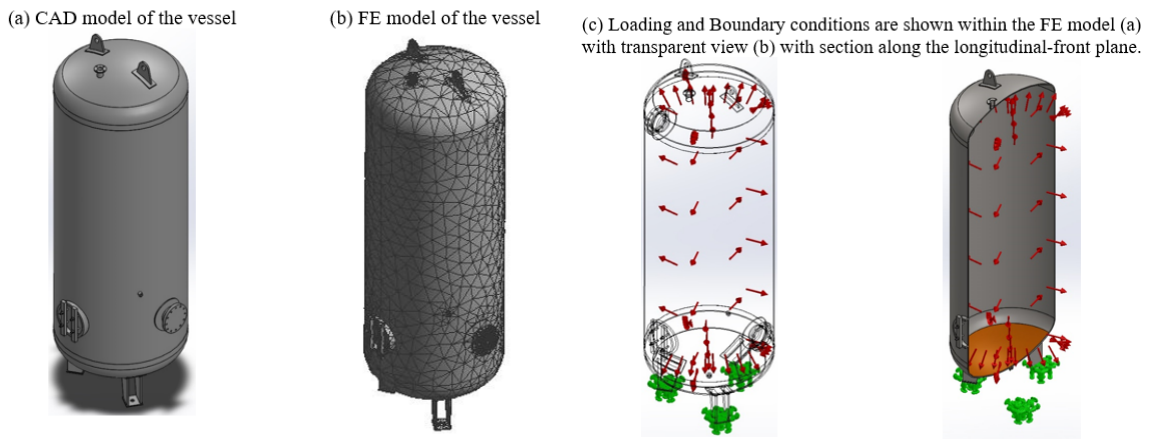 (a) CAD model of the vessel
(b) FE model of the vessel
(c) Loading and Boundary conditions are shown within the FE model (a)
with transparent view (b) with section along the longitudinal-front plane.